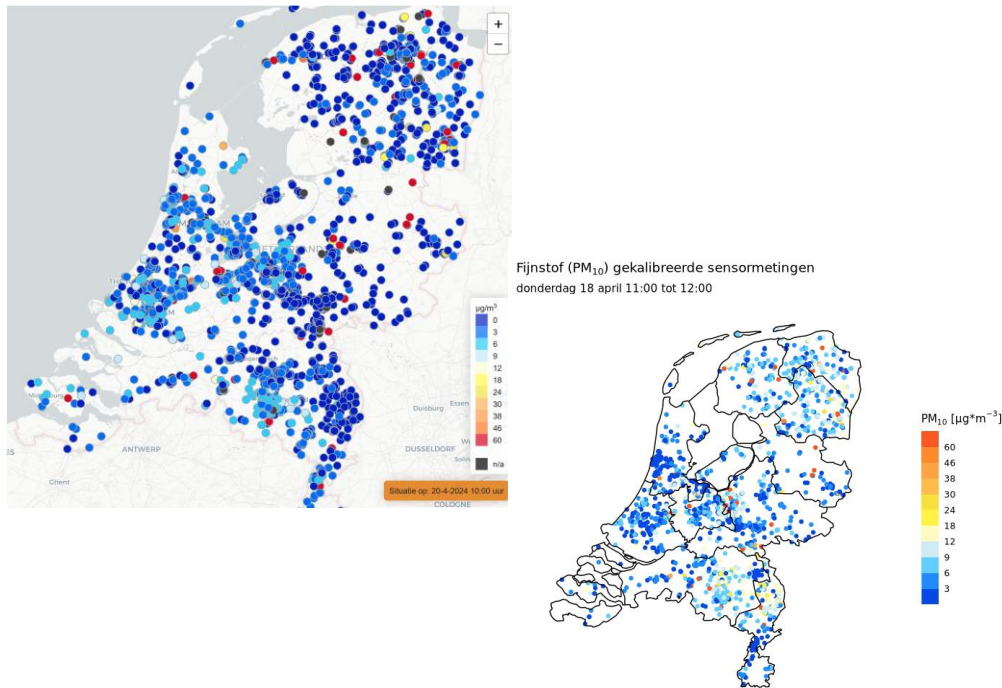 +
−
µg/m³
0
3
6
9
12
18
24
30
38
46
60
n/a
Duisburg
Essen
ANTWERP
DUSSELDORF
Ghent
Situatie op: 20-4-2024 10:00 uur
COLOGNE
Fijnstof (PM₁₀) gekalibreerde sensormetingen
donderdag 18 april 11:00 tot 12:00
PM₁₀ [µg*m⁻³]
60
46
38
30
24
18
12
9
6
3